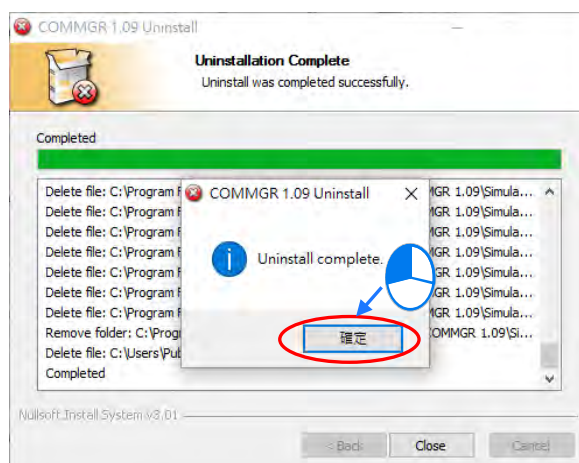 COMMGR 1.09 Uninstall
Uninstallation Complete
Uninstall was completed successfully.
Completed
Delete file: C:\Program F
Delete file: C:\Program F
Delete file: C:\Program F
Delete file: C:\Program F
Delete file: C:\Program F
Delete file: C:\Program F
Delete file: C:\Program F
Remove folder: C:\Progr
Delete file: C:\Users\Pub
Completed
MGR 1.09\Simula...
MGR 1.09\Simula...
MGR 1.09\Simula...
MGR 1.09\Simula...
MGR 1.09\Simula...
MGR 1.09\Simula...
MGR 1.09\Simula...
COMMGR 1.09\Si...
COMMGR 1.09 Uninstall
Uninstall complete.
確定
Nullsoft Install System v3.01
< Back
Close
Cancel